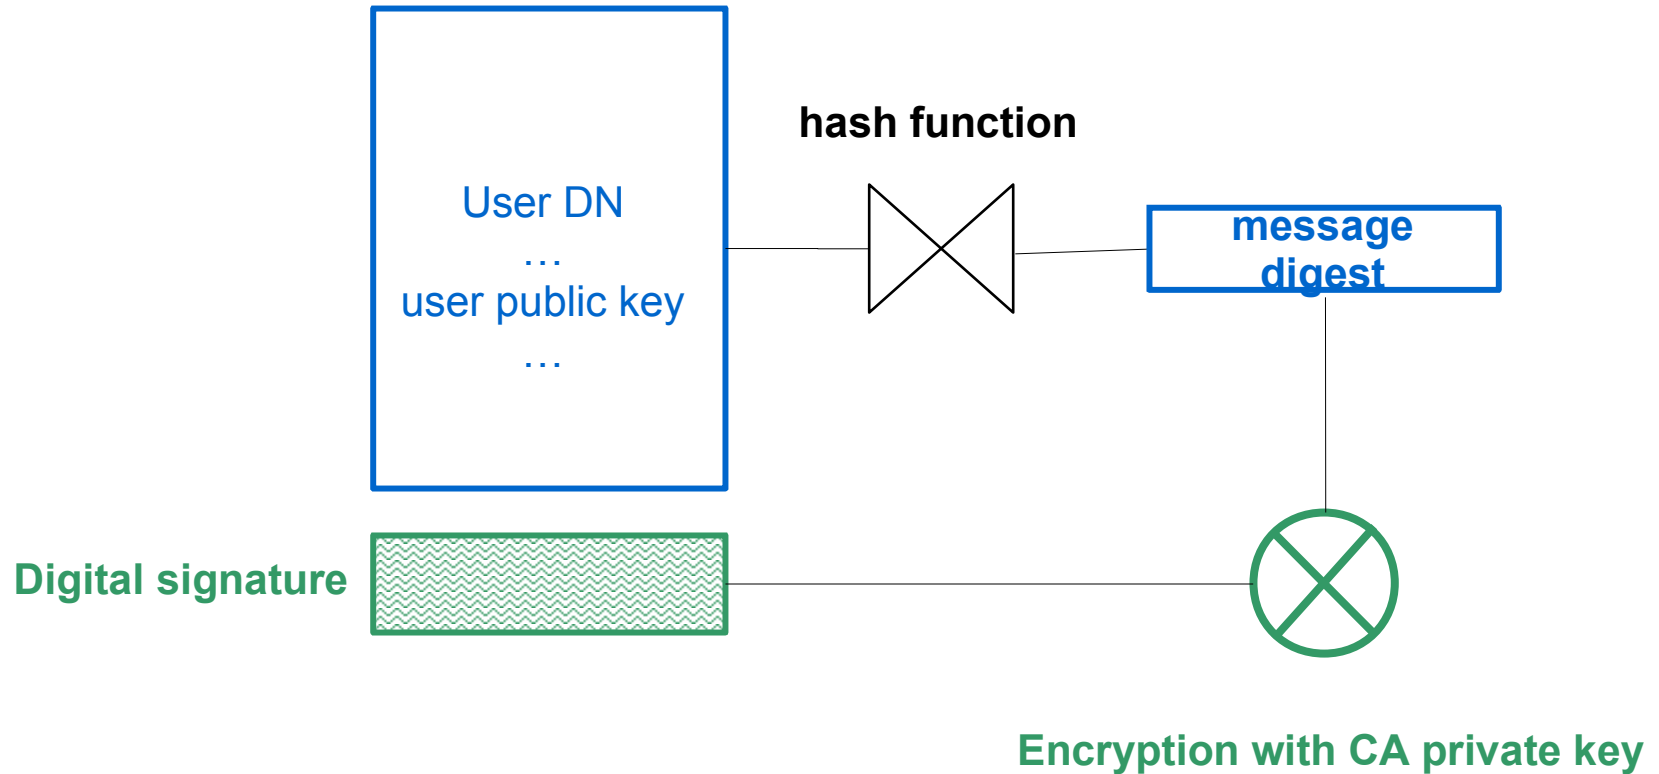 hash function
User DN
…
user public key
…
message
digest
Digital signature
Encryption with CA private key